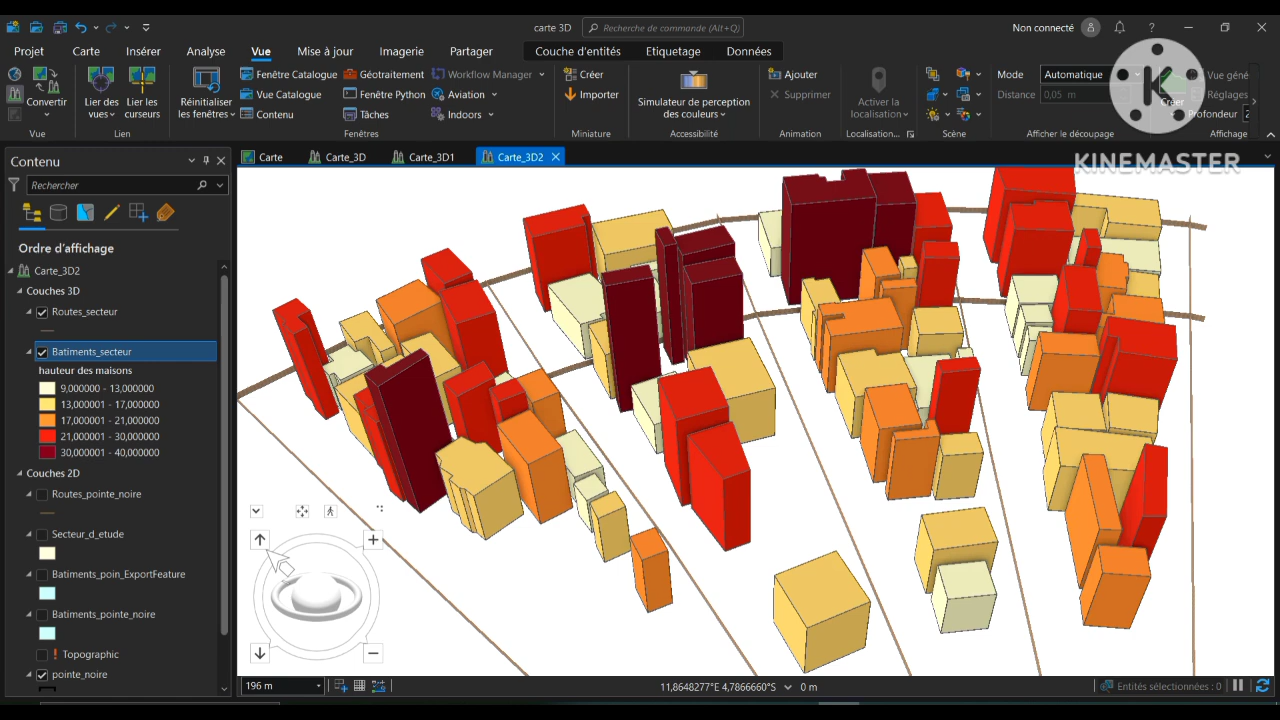 carte 3D
Recherche de commande (Alt+Q)
Non connecté
?
Projet
Carte
Insérer
Analyse
Vue
Mise à jour
Imagerie
Partager
Couche d'entités
Etiquetage
Données
Convertir
Vue
Lier des vues
Lier les curseurs
Lien
Réinitialiser les fenêtres
Fenêtre Catalogue
Vue Catalogue
Contenu
Géotraitement
Fenêtre Python
Tâches
Workflow Manager
Aviation
Indoors
Fenêtres
Créer
Importer
Miniature
Simulateur de perception des couleurs
Accessibilité
Ajouter
Supprimer
Animation
Activer la localisation
Localisation...
Scène
Mode
Automatique
Distance
0,05 m
Créer
Afficher le découpage
Vue géné
Réglages
Profondeur
Affichage
K
KINEMASTER
Contenu
Rechercher
Ordre d'affichage
Carte_3D2
Couches 3D
Routes_secteur
Batiments_secteur
hauteur des maisons
9,000000 - 13,000000
13,000001 - 17,000000
17,000001 - 21,000000
21,000001 - 30,000000
30,000001 - 40,000000
Couches 2D
Routes_pointe_noire
Secteur_d_etude
Batiments_poin_ExportFeature
Batiments_pointe_noire
! Topographic
pointe_noire
Carte
Carte_3D
Carte_3D1
Carte_3D2
196 m
11,8648277°E 4,7866660°S
0 m
Entités sélectionnées : 0